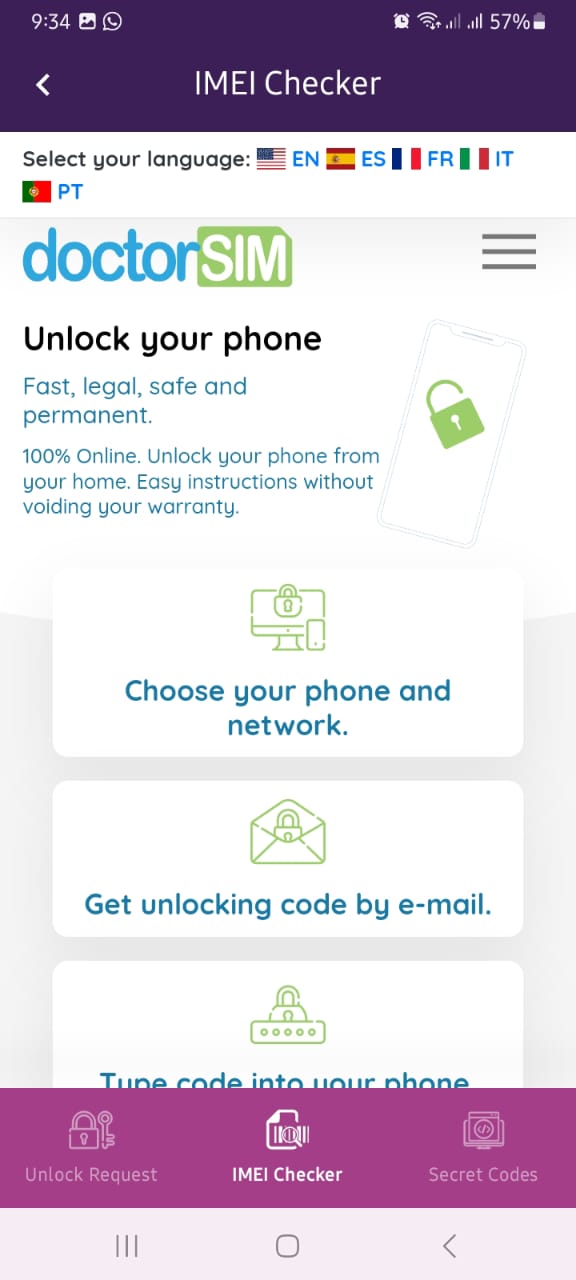 9:34 57%
IMEI Checker
Select your language: EN ES FR IT
PT
doctorSIM
Unlock your phone
Fast, legal, safe and
permanent.
100% Online. Unlock your phone from
your home. Easy instructions without
voiding your warranty.
Choose your phone and
network.
Get unlocking code by e-mail.
Type code into your phone
Unlock Request IMEI Checker Secret Codes